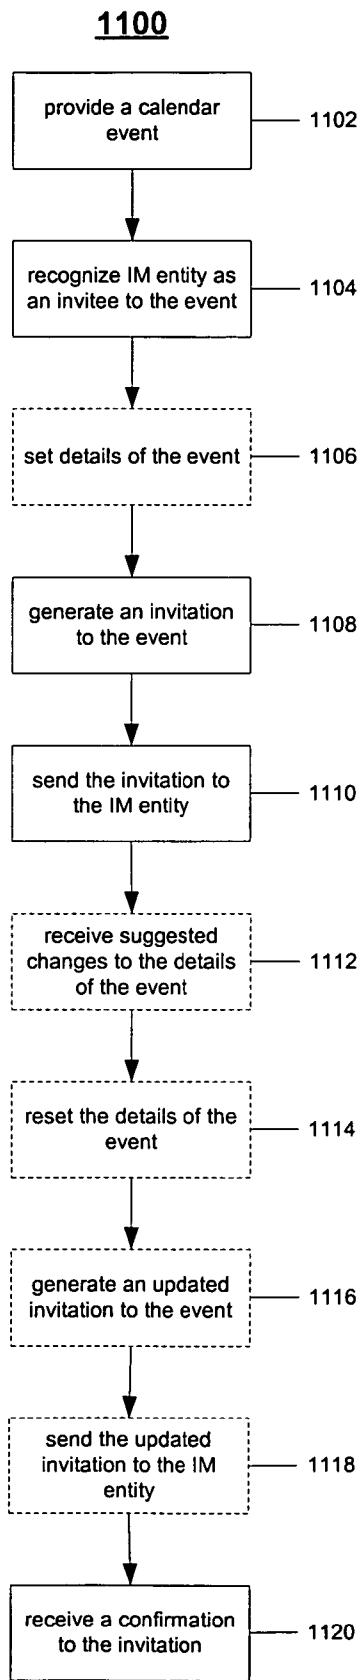 1100
provide a calendar
event
1102
recognize IM entity as
an invitee to the event
1104
set details of the event
1106
generate an invitation
to the event
1108
send the invitation to
the IM entity
1110
receive suggested
changes to the details
of the event
1112
reset the details of the
event
1114
generate an updated
invitation to the event
1116
send the updated
invitation to the IM
entity
1118
receive a confirmation
to the invitation
1120